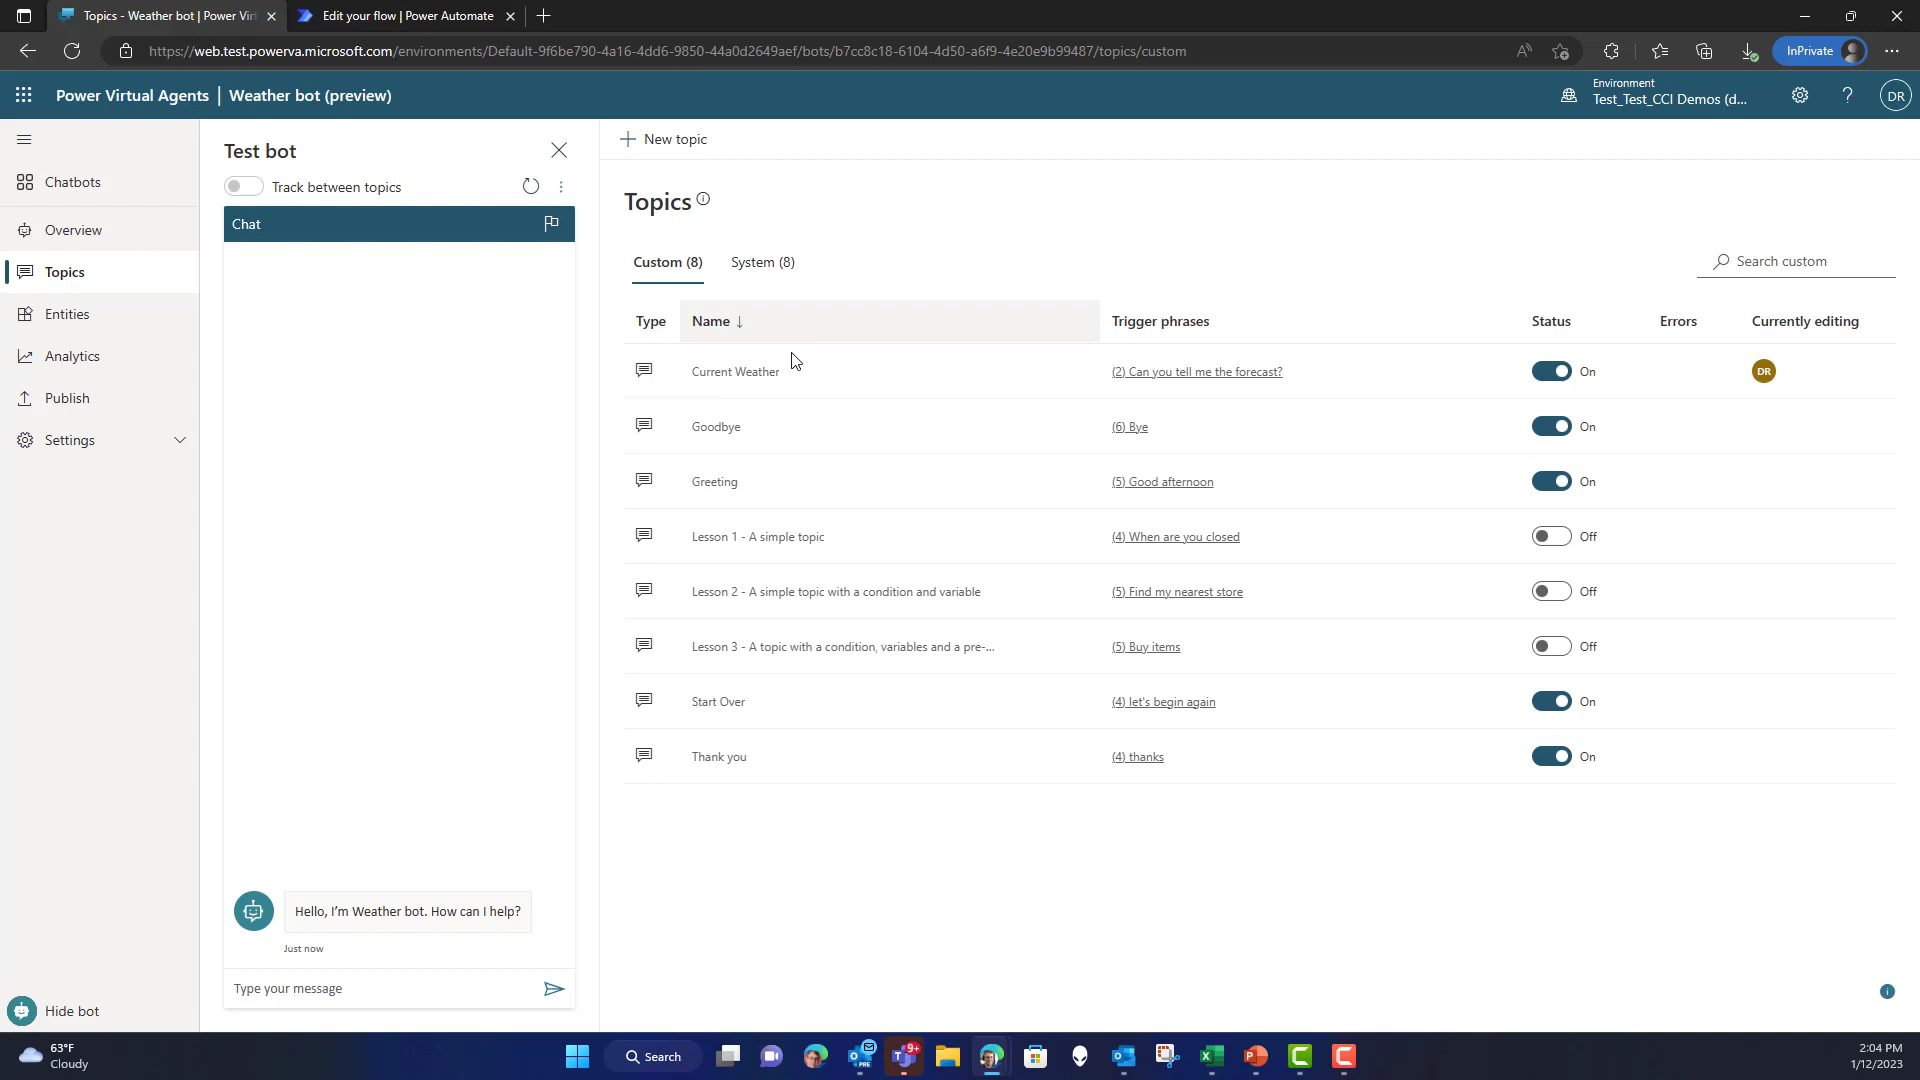 Topics - Weather bot | Power Vir
Edit your flow | Power Automate
https://web.test.powerva.microsoft.com/environments/Default-9f6be790-4a16-4dd6-9850-44a0d2649aef/bots/b7cc8c18-6104-4d50-a6f9-4e20e9b99487/topics/custom
InPrivate
Power Virtual Agents | Weather bot (preview)
Environment
Test_Test_CCI Demos (d...
DR
Chatbots
Overview
Topics
Entities
Analytics
Publish
Settings
Hide bot
Test bot
Track between topics
Chat
Hello, I'm Weather bot. How can I help?
Just now
Type your message
New topic
Topics
Custom (8) System (8)
Search custom
Type Name ↓ Trigger phrases Status Errors Currently editing
Current Weather (2) Can you tell me the forecast? On DR
Goodbye (6) Bye On
Greeting (5) Good afternoon On
Lesson 1 - A simple topic (4) When are you closed Off
Lesson 2 - A simple topic with a condition and variable (5) Find my nearest store Off
Lesson 3 - A topic with a condition, variables and a pre-... (5) Buy items Off
Start Over (4) let's begin again On
Thank you (4) thanks On
63°F
Cloudy
Search
PRE
9+
2:04 PM
1/12/2023